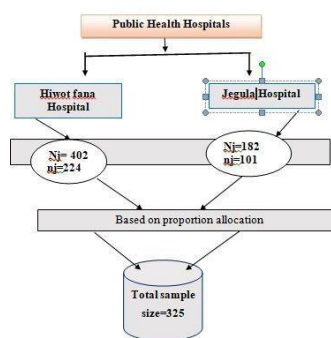 Public Health Hospitals
Hiwot fana
Hospital
Jegula Hospital
Nj= 402
nj=224
Nj=182
nj=101
Based on proportion allocation
Total sample
size=325